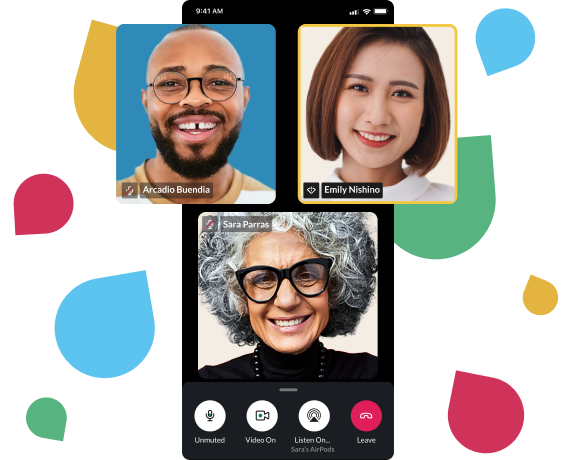 9:41 AM
Arcadio Buendia
Emily Nishino
Sara Parras
Unmuted
Video On
Listen On...
Leave
Sara's AirPods